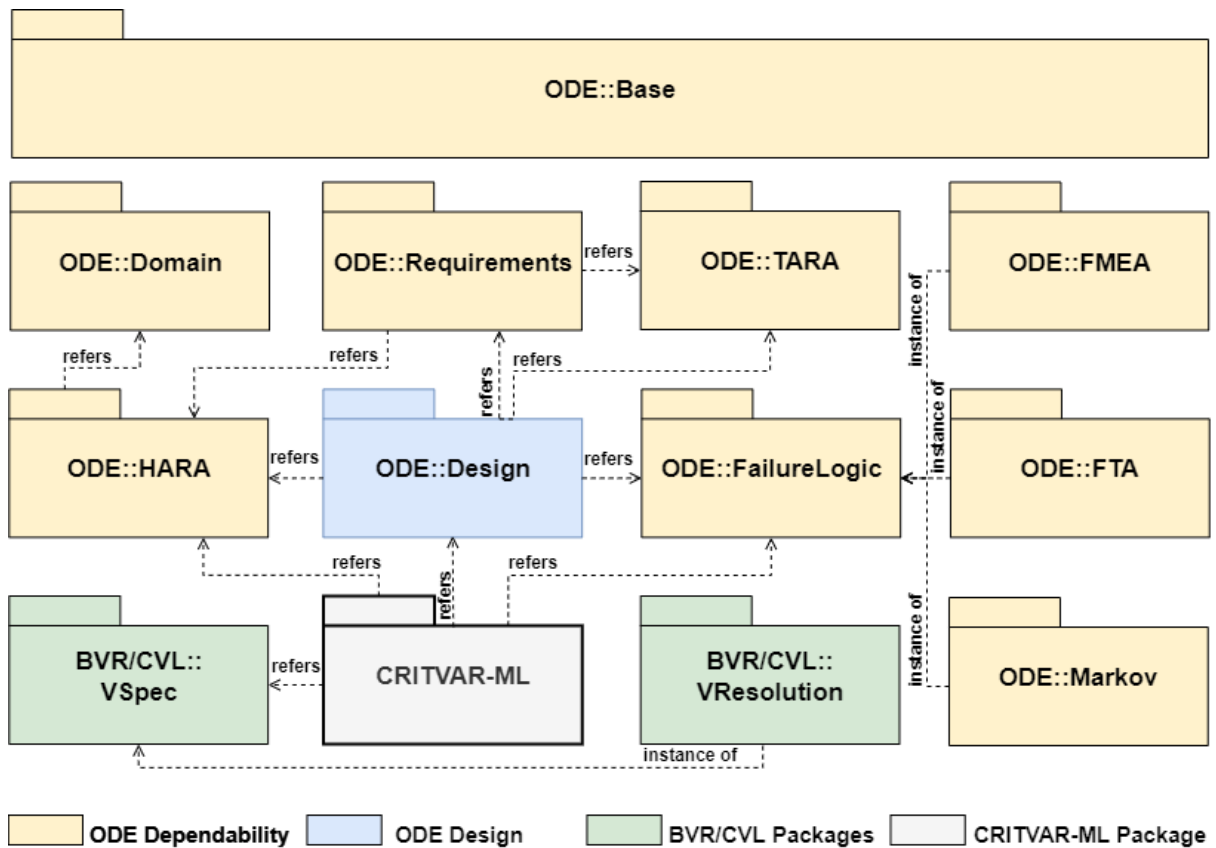 ODE::Base
ODE::Domain
ODE::Requirements
refers
ODE::TARA
ODE::FMEA
refers
refers
refers
refers
instance of
ODE::HARA
refers
ODE::Design
refers
ODE::FailureLogic
instance of
ODE::FTA
refers
refers
refers
instance of
BVR/CVL::
VSpec
refers
CRITVAR-ML
BVR/CVL::
VResolution
ODE::Markov
instance of
ODE Dependability
ODE Design
BVR/CVL Packages
CRITVAR-ML Package